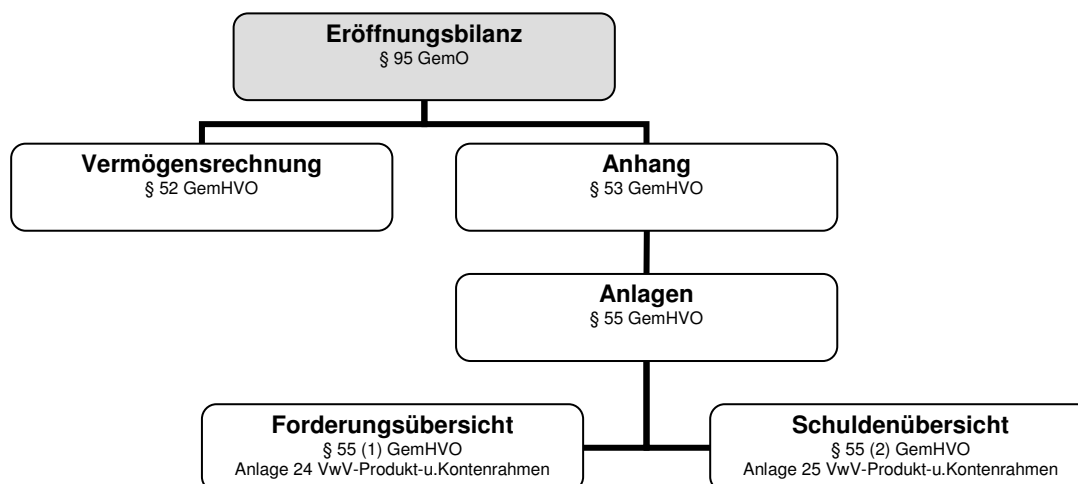 Eröffnungsbilanz
§ 95 GemO
Vermögensrechnung
§ 52 GemHVO
Anhang
§ 53 GemHVO
Anlagen
§ 55 GemHVO
Forderungsübersicht
§ 55 (1) GemHVO
Anlage 24 VwV-Produkt-u.Kontenrahmen
Schuldenübersicht
§ 55 (2) GemHVO
Anlage 25 VwV-Produkt-u.Kontenrahmen